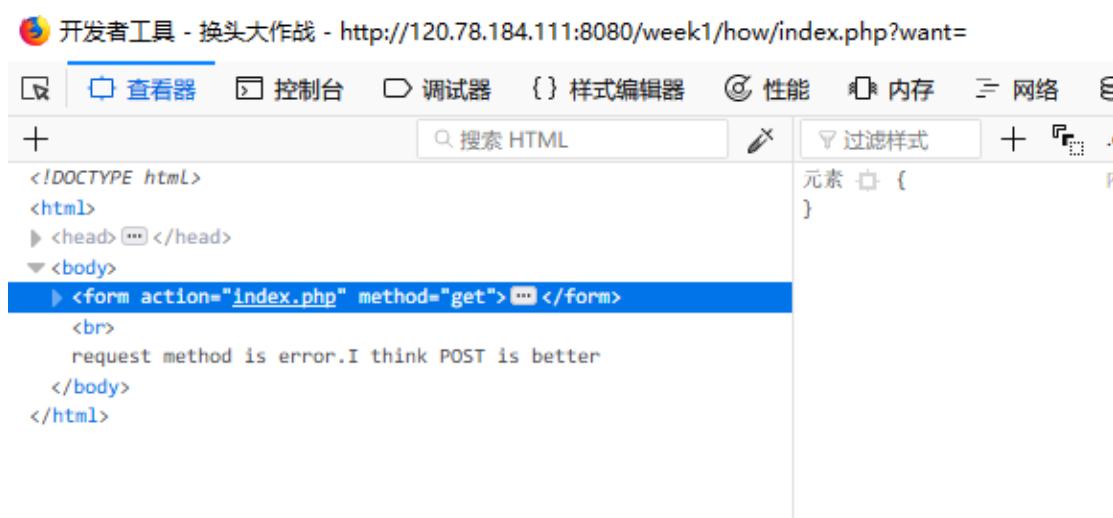 开发者工具 - 换头大作战 - http://120.78.184.111:8080/week1/how/index.php?want=
查看器 控制台 调试器 {} 样式编辑器 性能 内存 网络
+ 搜索 HTML 过滤样式 +
<!DOCTYPE html>
<html>
<head>⋯</head>
<body>
<form action="index.php" method="get">⋯</form>
<br>
request method is error.I think POST is better
</body>
</html>
元素 {
}